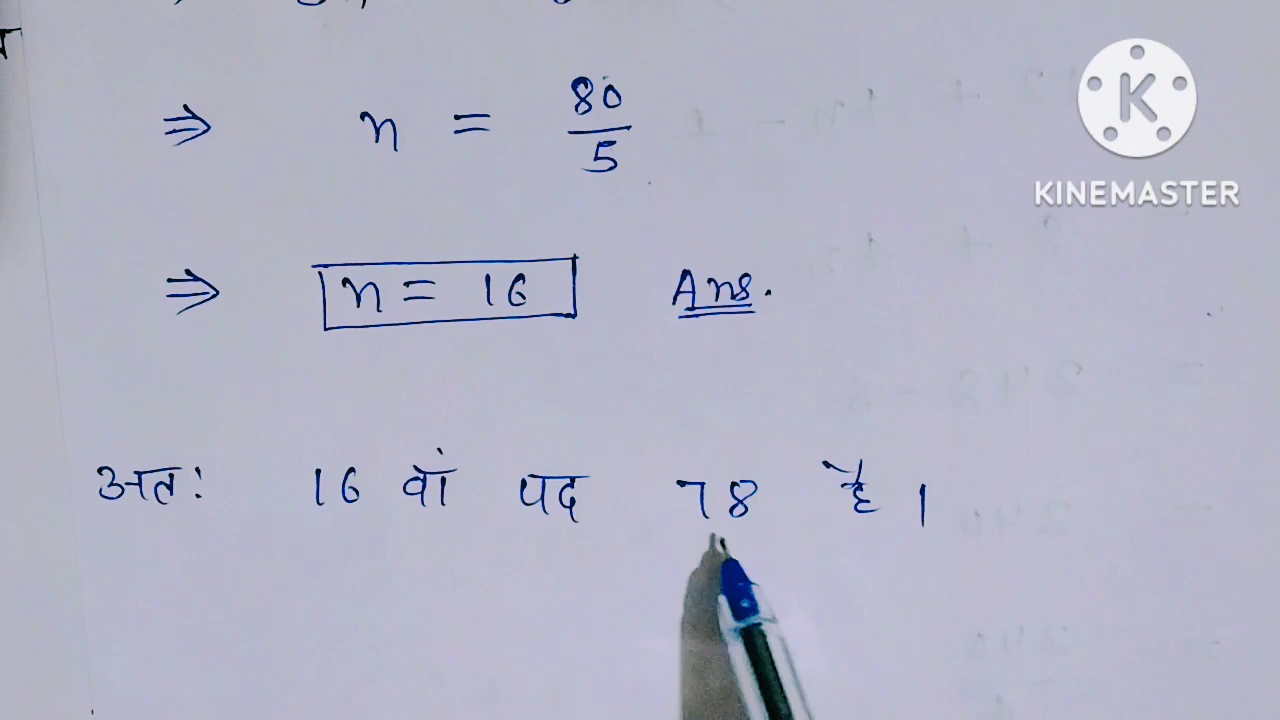 ⇒ n = 80/5
K
KINEMASTER
⇒ n = 16 Ans.
अतः 16 वां पद 78 है।